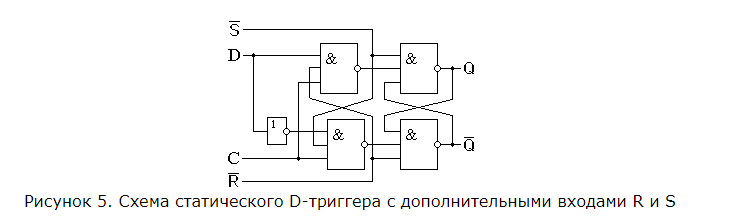 S
D
&
&
Q
1
&
&
Q
C
R
Рисунок 5. Схема статического D-триггера с дополнительными входами R и S